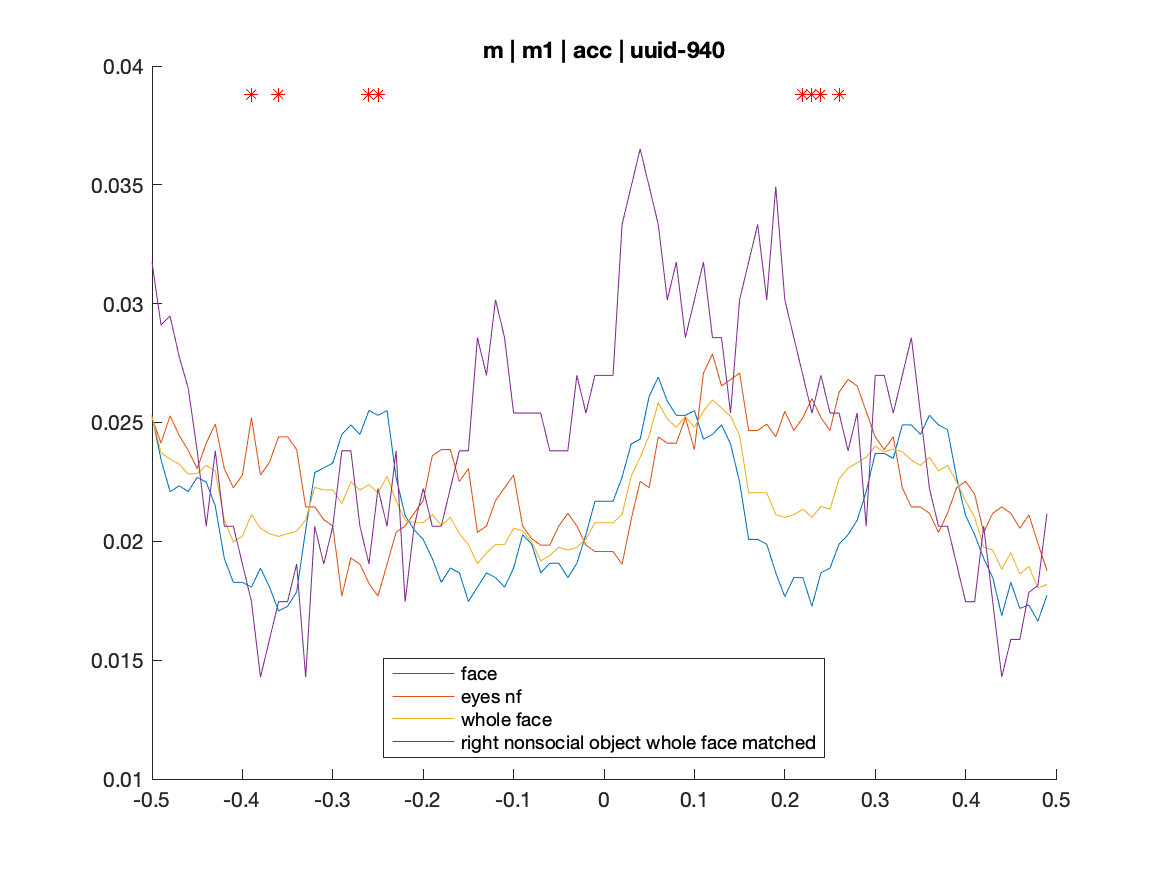 m | m1 | acc | uuid-940
0.04
0.035
0.03
0.025
0.02
0.015
0.01
face
eyes nf
whole face
right nonsocial object whole face matched
-0.5 -0.4 -0.3 -0.2 -0.1 0 0.1 0.2 0.3 0.4 0.5